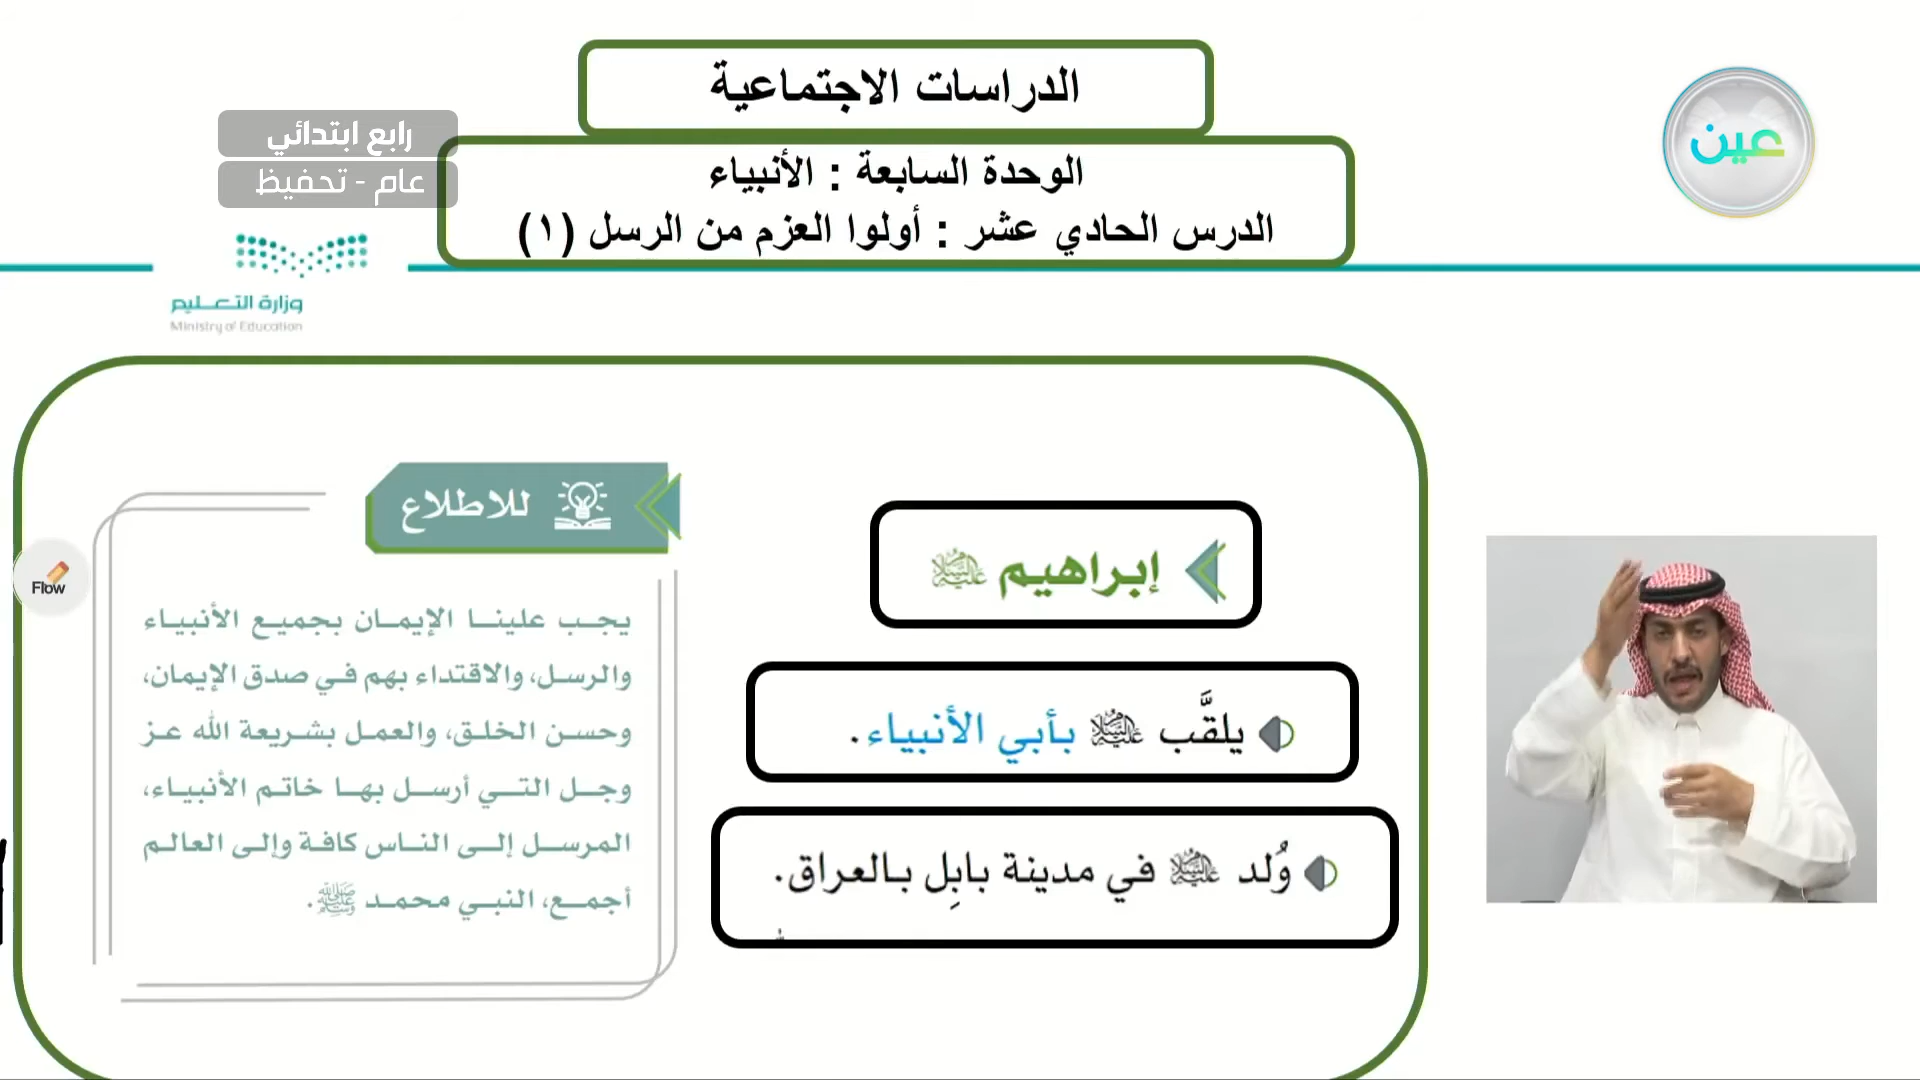 الدراسات الاجتماعية
رابع ابتدائي
عام - تحفيظ
الوحدة السابعة : الأنبياء
الدرس الحادي عشر : أولوا العزم من الرسل (١)
عين
وزارة التعليم
Ministry of Education
إبراهيم عليه السلام
يلقَّب عليه السلام بأبي الأنبياء.
وُلد عليه السلام في مدينة بابِل بالعراق.
للاطلاع
يجب علينا الإيمان بجميع الأنبياء
والرسل، والاقتداء بهم في صدق الإيمان،
وحسن الخلق، والعمل بشريعة الله عز
وجل التي أرسل بها خاتم الأنبياء،
المرسل إلى الناس كافة وإلى العالم
أجمع، النبي محمد ﷺ.
Flow